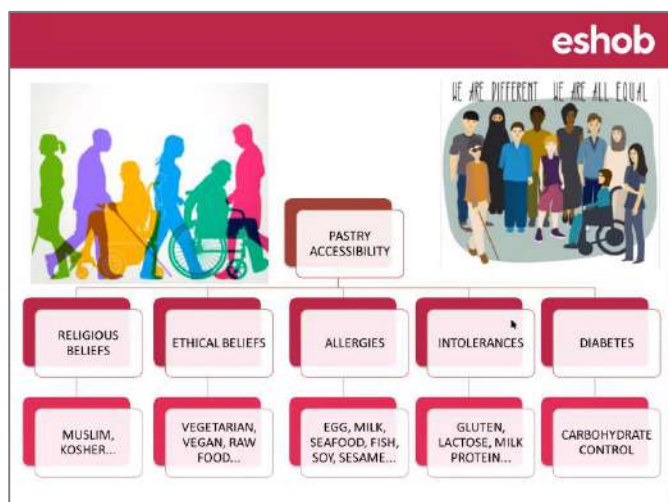 eshob
WE ARE DIFFERENT WE ARE ALL EQUAL
PASTRY
ACCESSIBILITY
RELIGIOUS
BELIEFS
ETHICAL BELIEFS
ALLERGIES
INTOLERANCES
DIABETES
MUSLIM,
KOSHER...
VEGETARIAN,
VEGAN, RAW
FOOD...
EGG, MILK,
SEAFOOD, FISH,
SOY, SESAME...
GLUTEN,
LACTOSE, MILK
PROTEIN...
CARBOHYDRATE
CONTROL